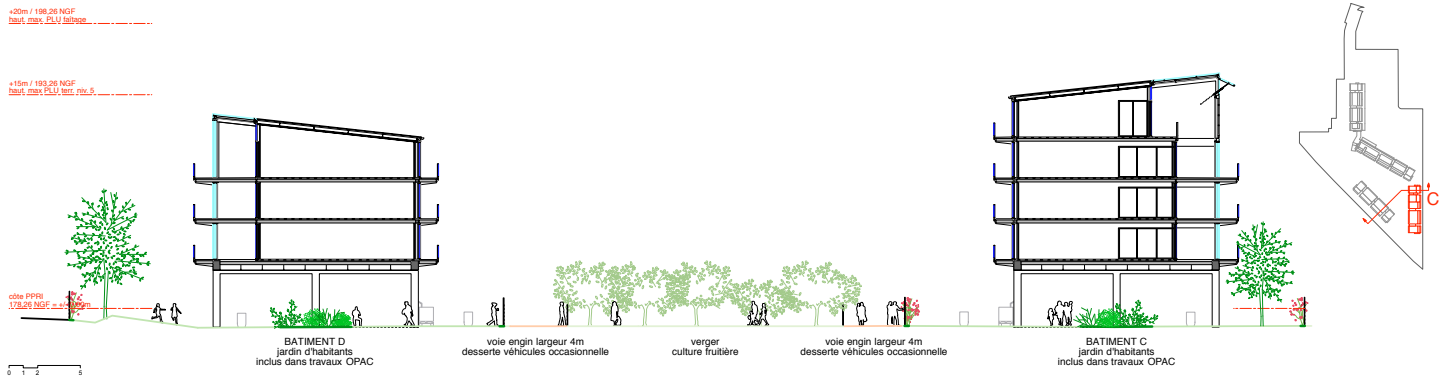 +20m / 198,26 NGF
haut. max. PLU faîtage
+15m / 193,26 NGF
haut. max PLU terr. niv. 5
côte PPRI
178,26 NGF = +/-
C
BATIMENT D
jardin d'habitants
inclus dans travaux OPAC
voie engin largeur 4m
desserte véhicules occasionnelle
verger
culture fruitière
voie engin largeur 4m
desserte véhicules occasionnelle
BATIMENT C
jardin d'habitants
inclus dans travaux OPAC
0 1 2 5